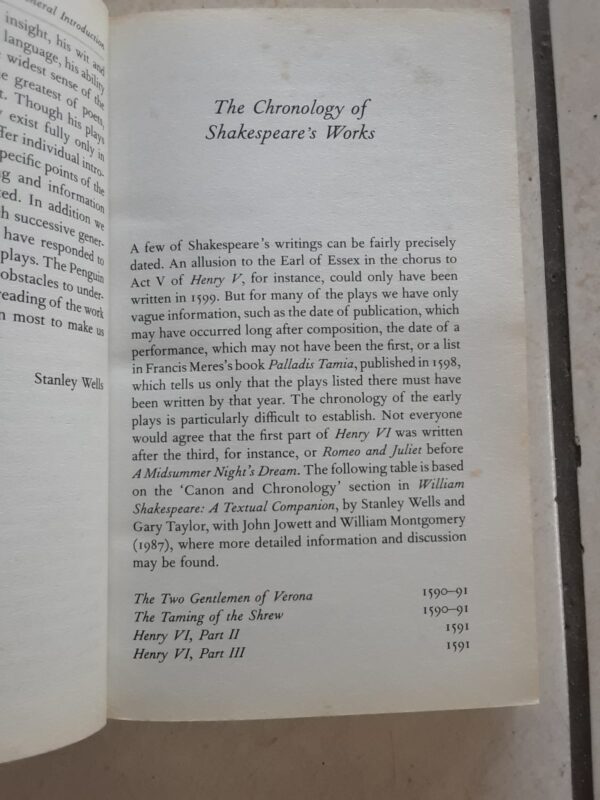 General Introduction
insight, his wit and
language, his ability
widest sense of the
greatest of poets,
Though his plays
exist fully only in
individual intro-
specific points of the
and information
In addition we
successive gener-
have responded to
plays. The Penguin
obstacles to under-
reading of the work
most to make us
Stanley Wells
The Chronology of
Shakespeare's Works
A few of Shakespeare's writings can be fairly precisely
dated. An allusion to the Earl of Essex in the chorus to
Act V of Henry V, for instance, could only have been
written in 1599. But for many of the plays we have only
vague information, such as the date of publication, which
may have occurred long after composition, the date of a
performance, which may not have been the first, or a list
in Francis Meres's book Palladis Tamia, published in 1598,
which tells us only that the plays listed there must have
been written by that year. The chronology of the early
plays is particularly difficult to establish. Not everyone
would agree that the first part of Henry VI was written
after the third, for instance, or Romeo and Juliet before
A Midsummer Night's Dream. The following table is based
on the 'Canon and Chronology' section in William
Shakespeare: A Textual Companion, by Stanley Wells and
Gary Taylor, with John Jowett and William Montgomery
(1987), where more detailed information and discussion
may be found.
The Two Gentlemen of Verona 1590–91
The Taming of the Shrew 1590–91
Henry VI, Part II 1591
Henry VI, Part III 1591